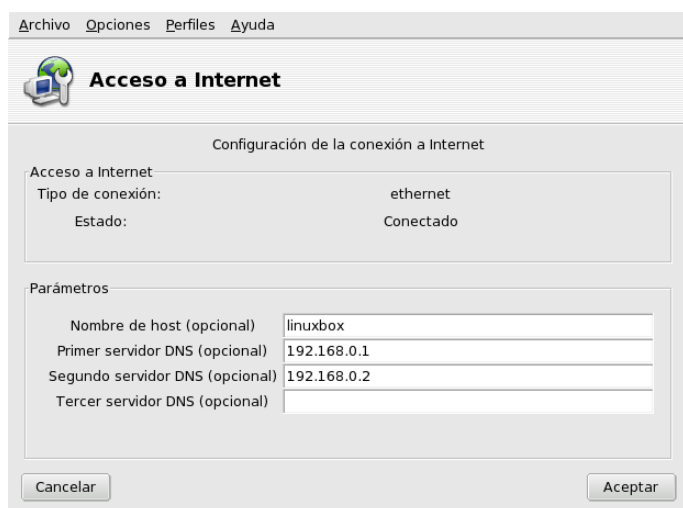 Archivo Opciones Perfiles Ayuda
Acceso a Internet
Configuración de la conexión a Internet
Acceso a Internet
Tipo de conexión: ethernet
Estado: Conectado
Parámetros
Nombre de host (opcional) linuxbox
Primer servidor DNS (opcional) 192.168.0.1
Segundo servidor DNS (opcional) 192.168.0.2
Tercer servidor DNS (opcional)
Cancelar Aceptar